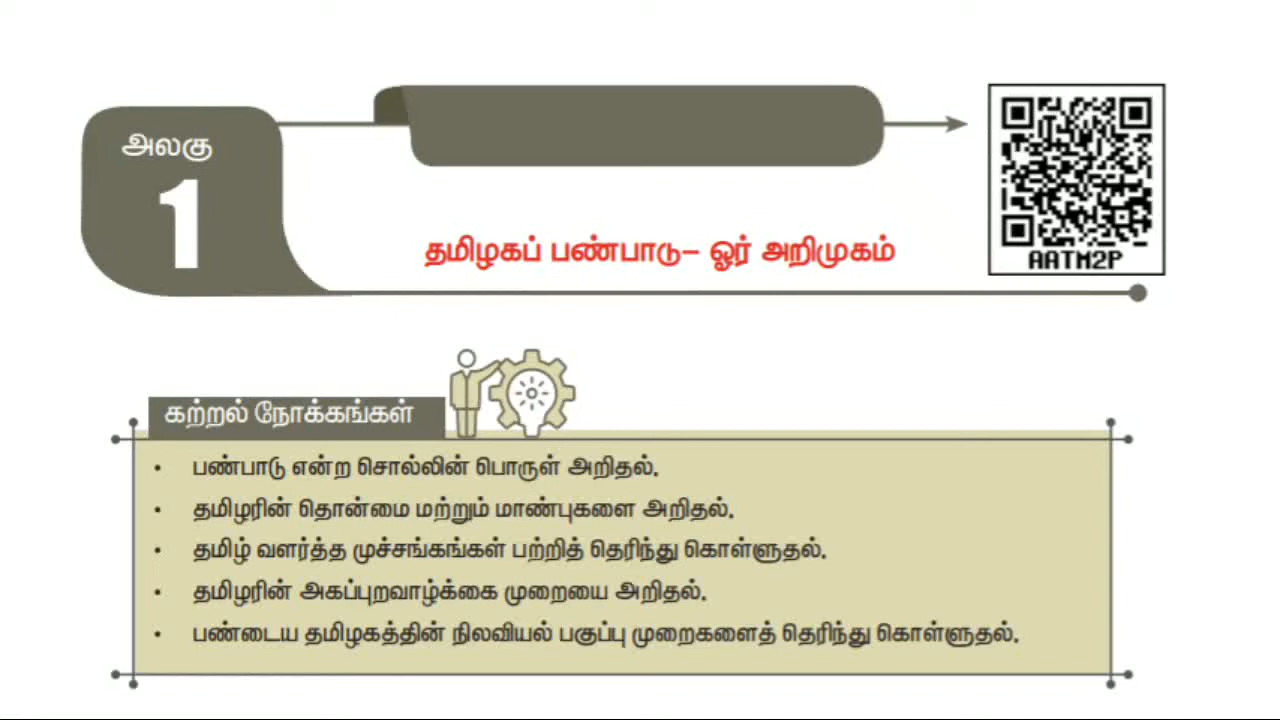 அலகு
1
தமிழகப் பண்பாடு– ஓர் அறிமுகம்
AATM2P
கற்றல் நோக்கங்கள்
• பண்பாடு என்ற சொல்லின் பொருள் அறிதல்.
• தமிழரின் தொன்மை மற்றும் மாண்புகளை அறிதல்.
• தமிழ் வளர்த்த முச்சங்கங்கள் பற்றித் தெரிந்து கொள்ளுதல்.
• தமிழரின் அகப்புறவாழ்க்கை முறையை அறிதல்.
• பண்டைய தமிழகத்தின் நிலவியல் பகுப்பு முறைகளைத் தெரிந்து கொள்ளுதல்.